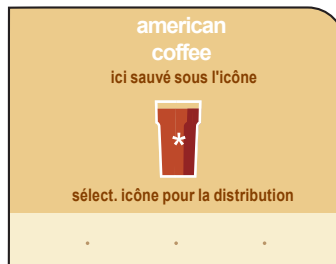 american
coffee
ici sauvé sous l'icône
*
sélect. icône pour la distribution